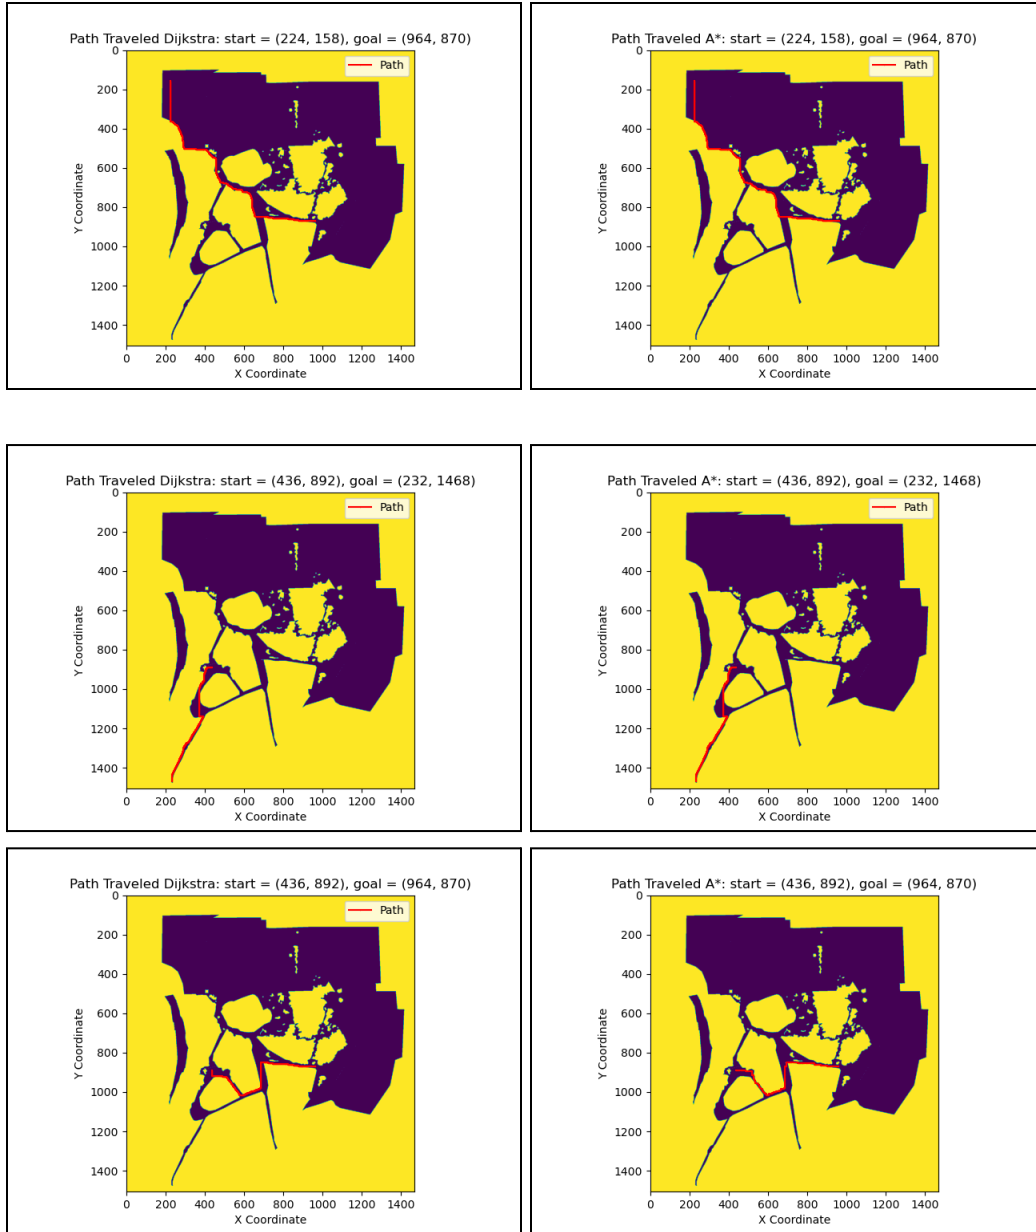 Path Traveled Dijkstra: start = (224, 158), goal = (964, 870)
Path
0
200
400
600
800
1000
1200
1400
Y Coordinate
0 200 400 600 800 1000 1200 1400
X Coordinate
Path Traveled A*: start = (224, 158), goal = (964, 870)
Path
0
200
400
600
800
1000
1200
1400
Y Coordinate
0 200 400 600 800 1000 1200 1400
X Coordinate
Path Traveled Dijkstra: start = (436, 892), goal = (232, 1468)
Path
0
200
400
600
800
1000
1200
1400
Y Coordinate
0 200 400 600 800 1000 1200 1400
X Coordinate
Path Traveled A*: start = (436, 892), goal = (232, 1468)
Path
0
200
400
600
800
1000
1200
1400
Y Coordinate
0 200 400 600 800 1000 1200 1400
X Coordinate
Path Traveled Dijkstra: start = (436, 892), goal = (964, 870)
Path
0
200
400
600
800
1000
1200
1400
Y Coordinate
0 200 400 600 800 1000 1200 1400
X Coordinate
Path Traveled A*: start = (436, 892), goal = (964, 870)
0
200
400
600
800
1000
1200
1400
Y Coordinate
0 200 400 600 800 1000 1200 1400
X Coordinate